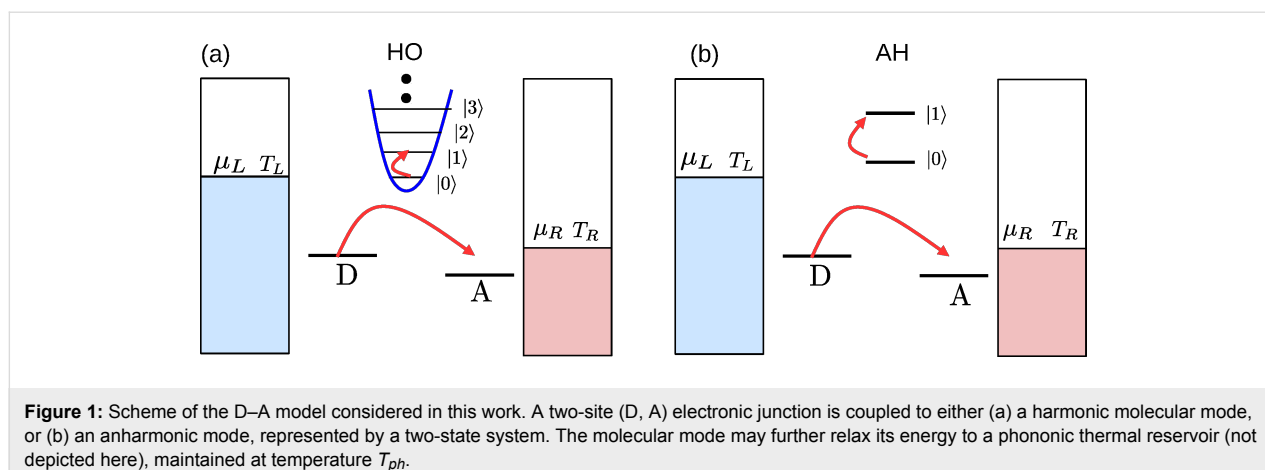 (a)
HO
|3⟩
|2⟩
|1⟩
|0⟩
μL TL
μR TR
D
A
(b)
AH
|1⟩
|0⟩
μL TL
μR TR
D
A
Figure 1: Scheme of the D–A model considered in this work. A two-site (D, A) electronic junction is coupled to either (a) a harmonic molecular mode,
or (b) an anharmonic mode, represented by a two-state system. The molecular mode may further relax its energy to a phononic thermal reservoir (not
depicted here), maintained at temperature Tph.